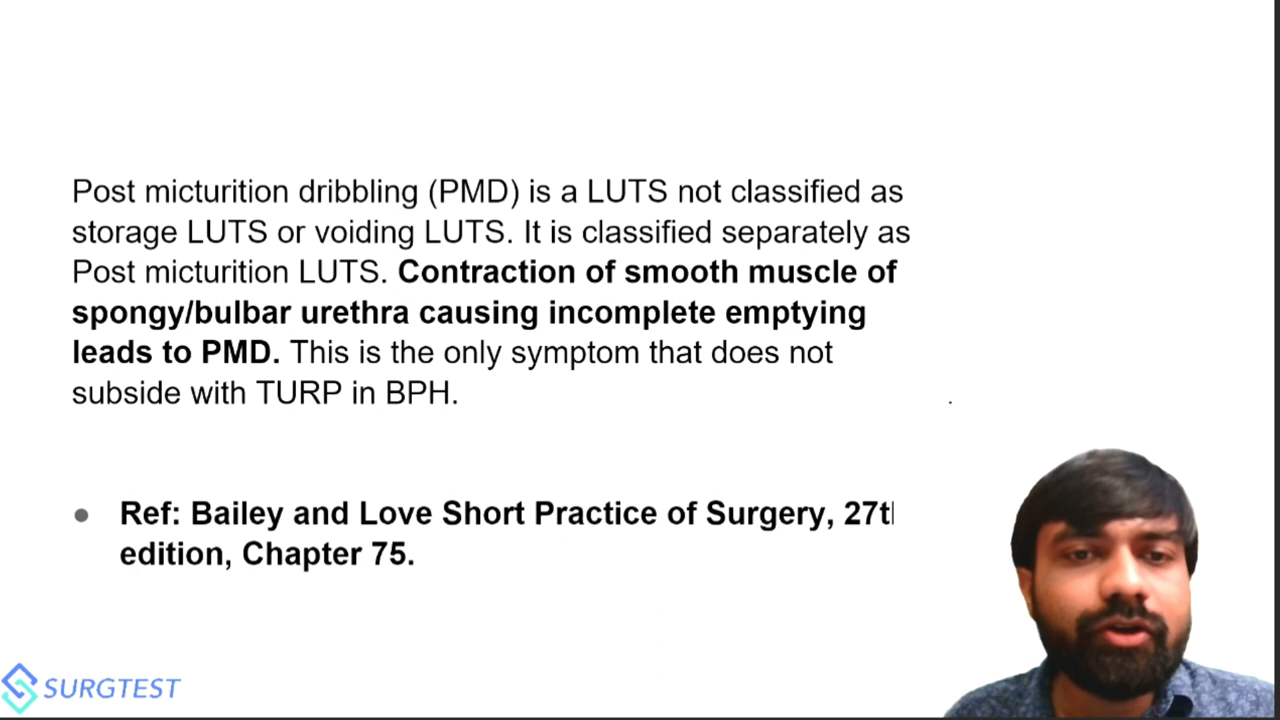 Post micturition dribbling (PMD) is a LUTS not classified as
storage LUTS or voiding LUTS. It is classified separately as
Post micturition LUTS. Contraction of smooth muscle of
spongy/bulbar urethra causing incomplete emptying
leads to PMD. This is the only symptom that does not
subside with TURP in BPH.
● Ref: Bailey and Love Short Practice of Surgery, 27t
edition, Chapter 75.
SURGTEST